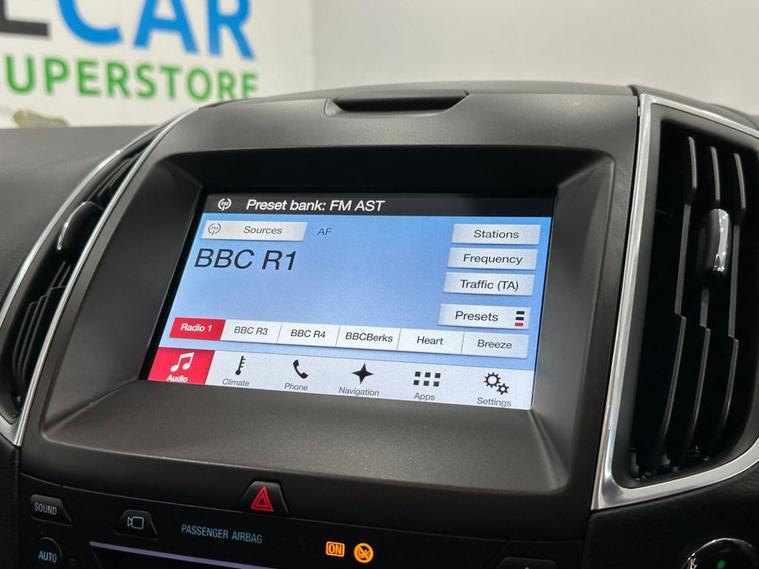 ECAR
UPERSTORE
Preset bank: FM AST
Sources
AF
Stations
BBC R1
Frequency
Traffic (TA)
Presets
Radio 1
BBC R3
BBC R4
BBCBerks
Heart
Breeze
Audio
Climate
Phone
Navigation
Apps
Settings
SOUND
PASSENGER AIRBAG
ON
AUTO